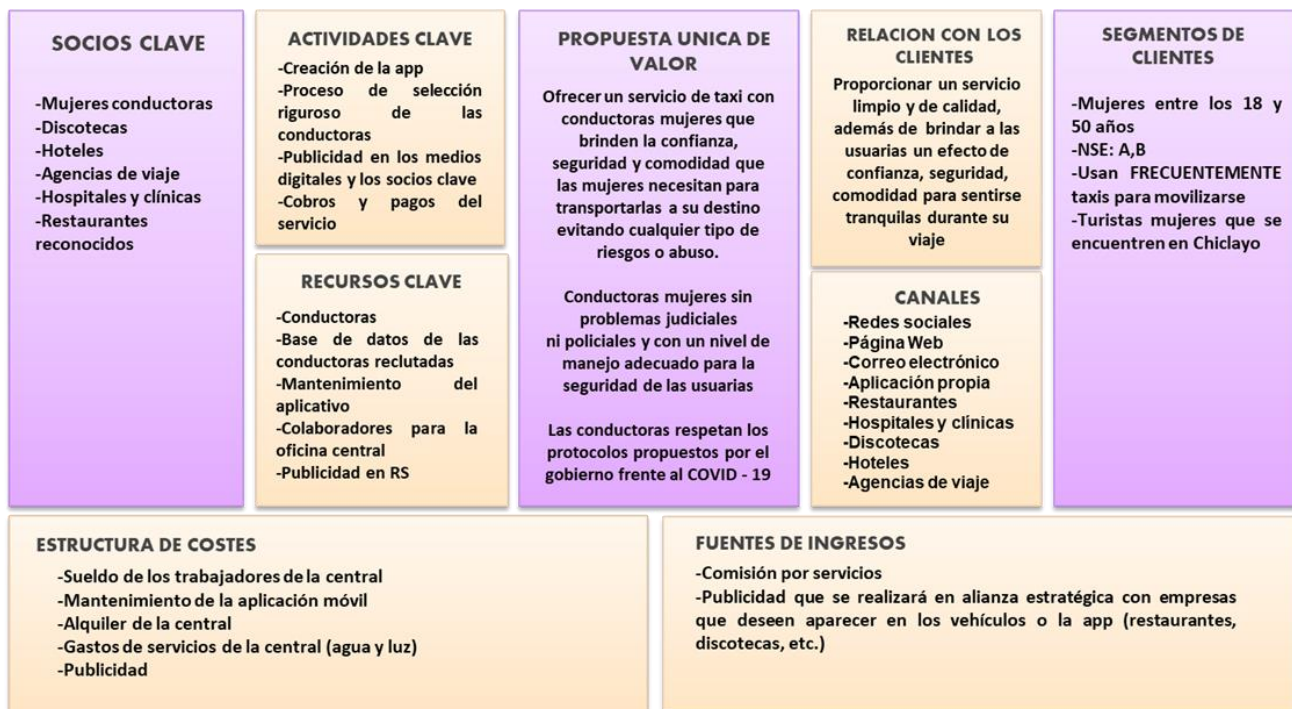 SOCIOS CLAVE
-Mujeres conductoras
-Discotecas
-Hoteles
-Agencias de viaje
-Hospitales y clínicas
-Restaurantes
reconocidos
ACTIVIDADES CLAVE
-Creación de la app
-Proceso de selección
riguroso de las
conductoras
-Publicidad en los medios
digitales y los socios clave
-Cobros y pagos del
servicio
RECURSOS CLAVE
-Conductoras
-Base de datos de las
conductoras reclutadas
-Mantenimiento del
aplicativo
-Colaboradores para la
oficina central
-Publicidad en RS
PROPUESTA UNICA DE
VALOR
Ofrecer un servicio de taxi con
conductoras mujeres que
brinden la confianza,
seguridad y comodidad que
las mujeres necesitan para
transportarlas a su destino
evitando cualquier tipo de
riesgos o abuso.
Conductoras mujeres sin
problemas judiciales
ni policiales y con un nivel de
manejo adecuado para la
seguridad de las usuarias
Las conductoras respetan los
protocolos propuestos por el
gobierno frente al COVID - 19
RELACION CON LOS
CLIENTES
Proporcionar un servicio
limpio y de calidad,
además de brindar a las
usuarias un efecto de
confianza, seguridad,
comodidad para sentirse
tranquilas durante su
viaje
CANALES
-Redes sociales
-Página Web
-Correo electrónico
-Aplicación propia
-Restaurantes
-Hospitales y clínicas
-Discotecas
-Hoteles
-Agencias de viaje
SEGMENTOS DE
CLIENTES
-Mujeres entre los 18 y
50 años
-NSE: A,B
-Usan FRECUENTEMENTE
taxis para movilizarse
-Turistas mujeres que se
encuentren en Chiclayo
ESTRUCTURA DE COSTES
-Sueldo de los trabajadores de la central
-Mantenimiento de la aplicación móvil
-Alquiler de la central
-Gastos de servicios de la central (agua y luz)
-Publicidad
FUENTES DE INGRESOS
-Comisión por servicios
-Publicidad que se realizará en alianza estratégica con empresas
que deseen aparecer en los vehículos o la app (restaurantes,
discotecas, etc.)